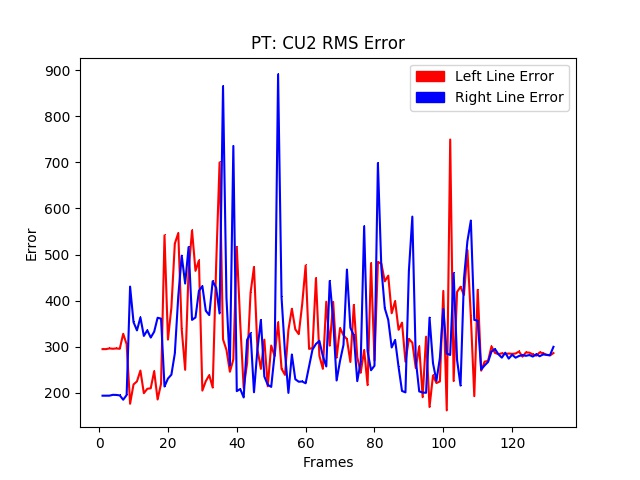 PT: CU2 RMS Error
Left Line Error
Right Line Error
Error
900
800
700
600
500
400
300
200
0 20 40 60 80 100 120
Frames